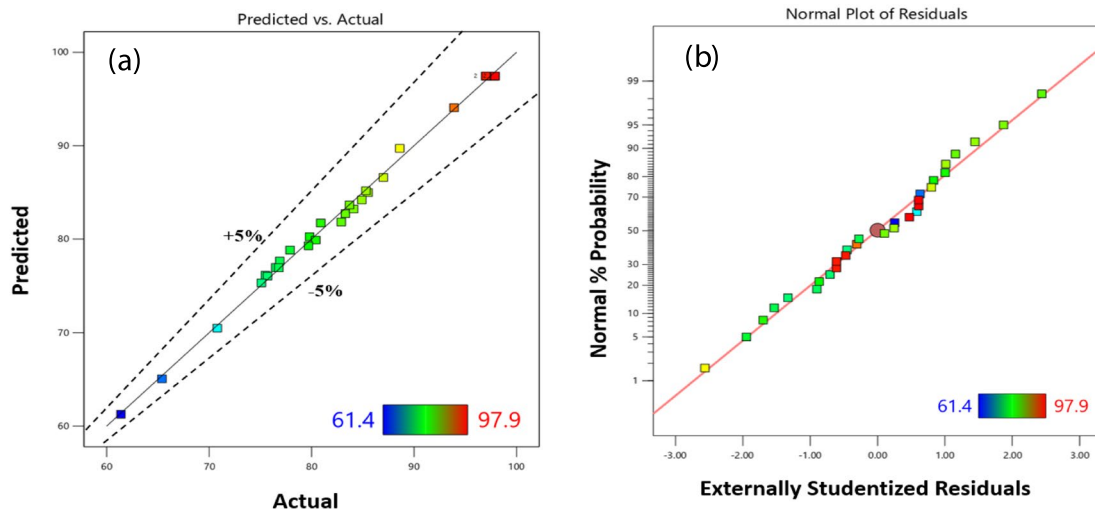 Predicted vs. Actual
(a)
Predicted
100
90
80
70
60
+5%
-5%
2
61.4 97.9
60 70 80 90 100
Actual
Normal Plot of Residuals
(b)
Normal % Probability
99
95
90
80
70
50
30
20
10
5
1
61.4 97.9
-3.00 -2.00 -1.00 0.00 1.00 2.00 3.00
Externally Studentized Residuals